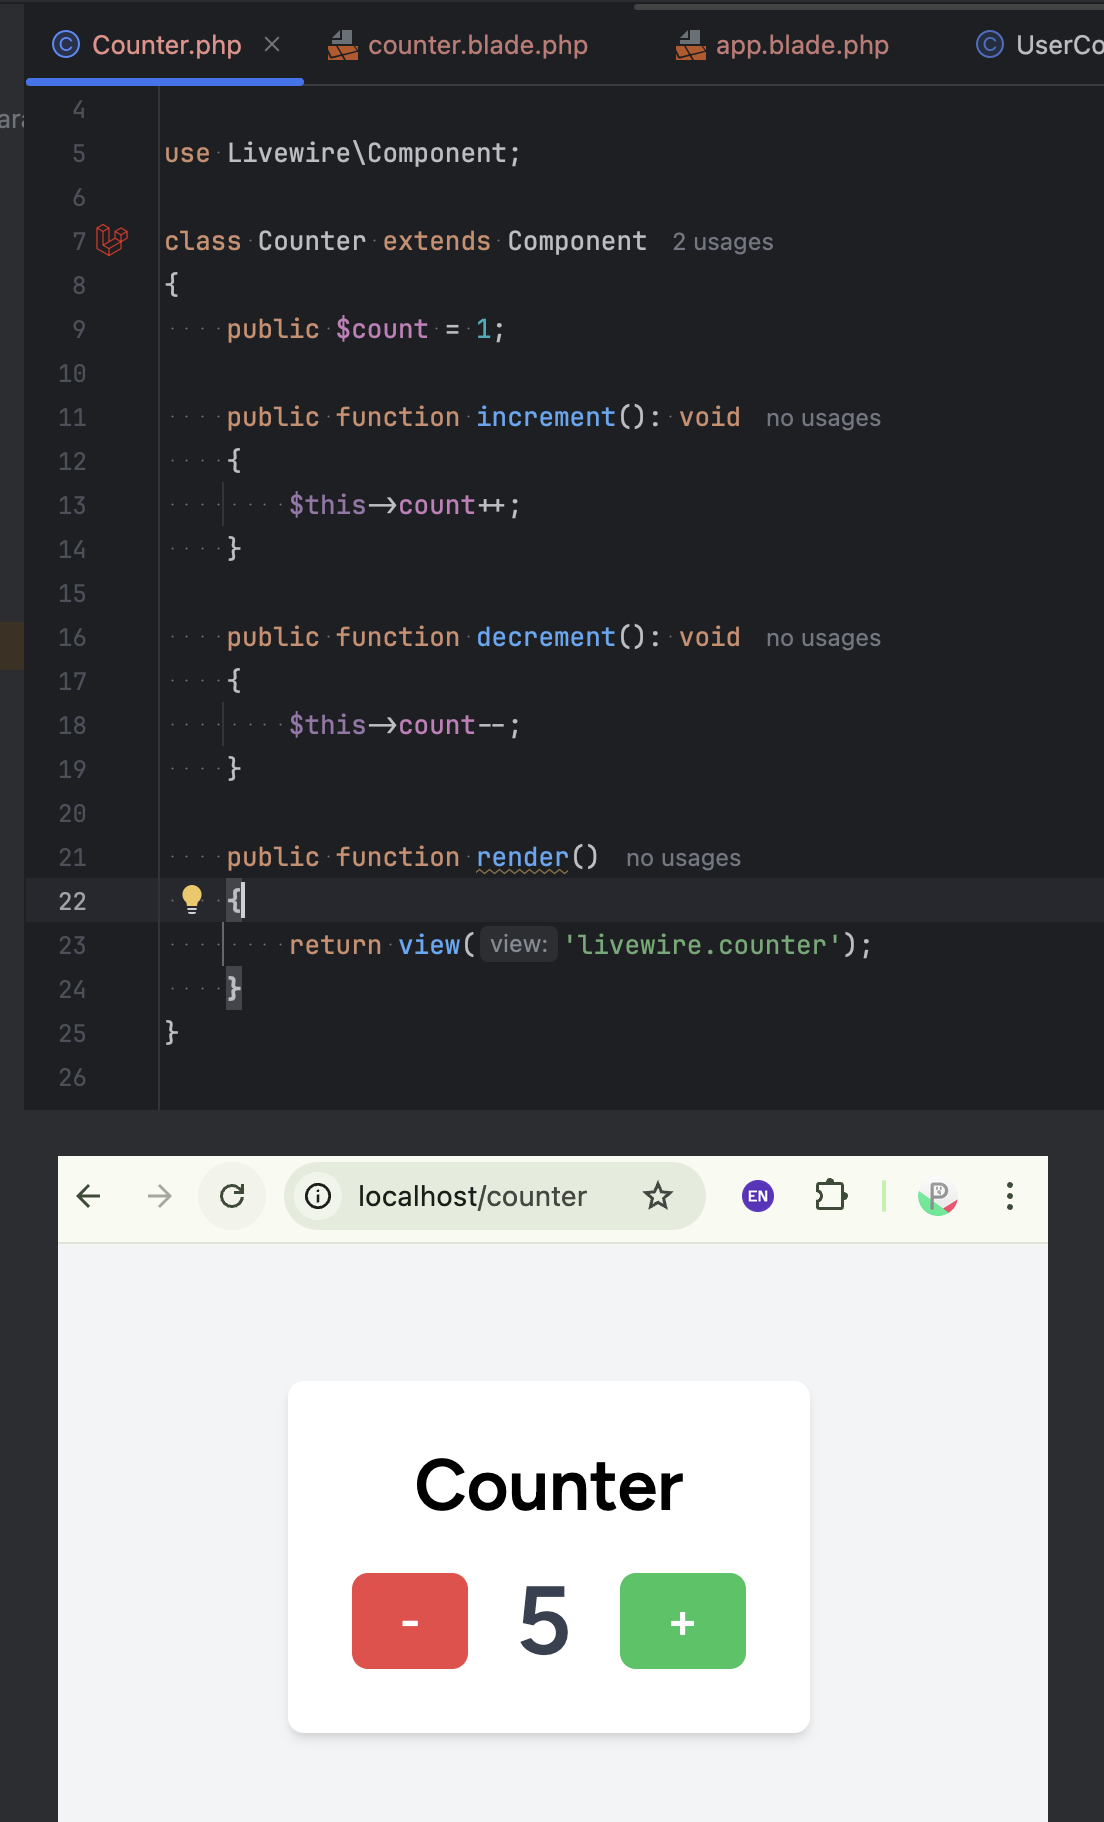 Counter.php counter.blade.php app.blade.php UserCo
ara
4
5 use Livewire\Component;
6
7 class Counter extends Component 2 usages
8 {
9 public $count = 1;
10
11 public function increment(): void no usages
12 {
13 $this->count++;
14 }
15
16 public function decrement(): void no usages
17 {
18 $this->count--;
19 }
20
21 public function render() no usages
22 {
23 return view( view: 'livewire.counter');
24 }
25 }
26
localhost/counter EN
Counter
- 5 +